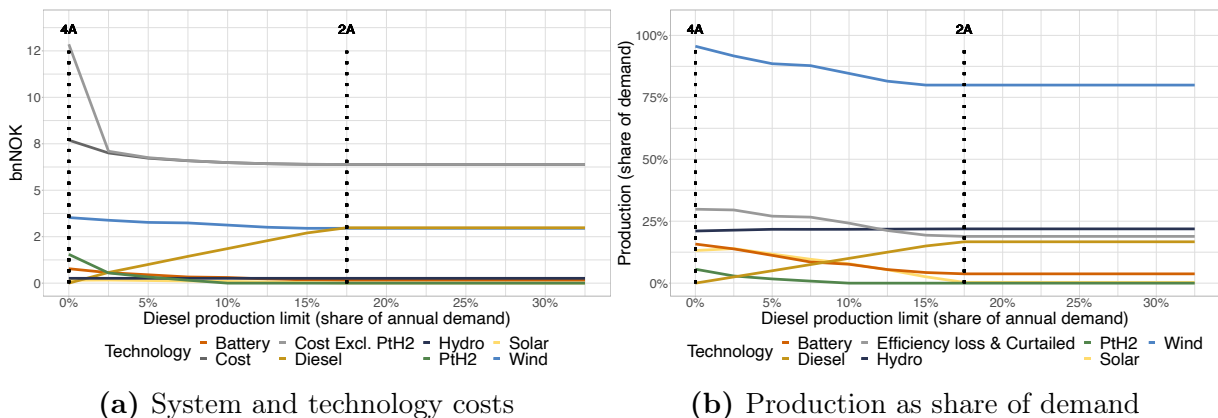 4A
2A
12
10
8
5
2
0
bnNOK
0%
5%
10%
15%
20%
25%
30%
Diesel production limit (share of annual demand)
Technology
Battery
Cost Excl. PtH2
Hydro
Solar
Cost
Diesel
PtH2
Wind
(a) System and technology costs
4A
2A
100%
75%
50%
25%
0%
Production (share of demand)
0%
5%
10%
15%
20%
25%
30%
Diesel production limit (share of annual demand)
Technology
Battery
Efficiency loss & Curtailed
PtH2
Wind
Diesel
Hydro
Solar
(b) Production as share of demand